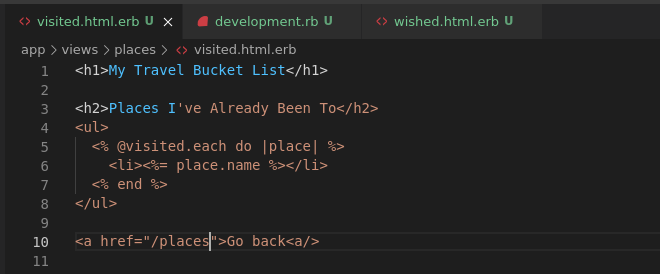 visited.html.erb U × development.rb U wished.html.erb U
app > views > places > <> visited.html.erb
1 <h1>My Travel Bucket List</h1>
2
3 <h2>Places I've Already Been To</h2>
4 <ul>
5 <% @visited.each do |place| %>
6 <li><%= place.name %></li>
7 <% end %>
8 </ul>
9
10 <a href="/places">Go back<a/>
11